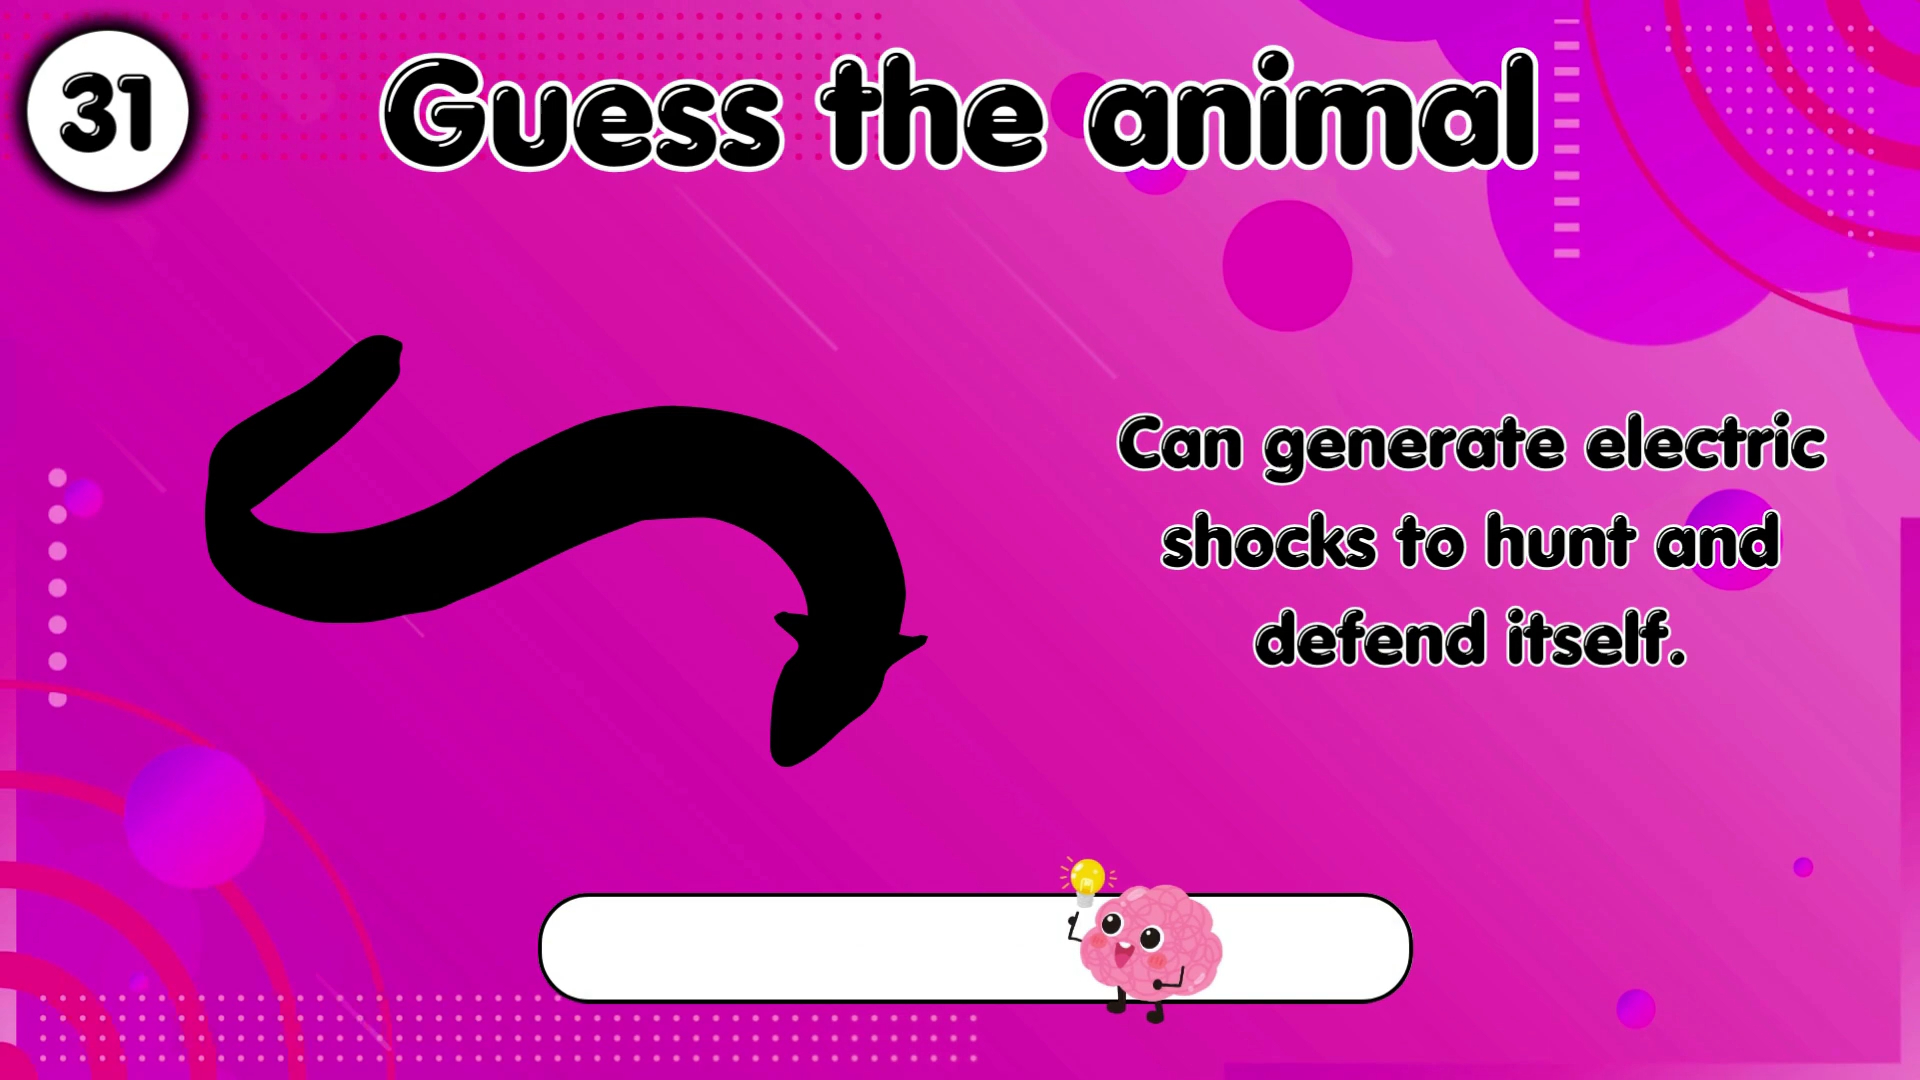 31
Guess the animal
Can generate electric
shocks to hunt and
defend itself.